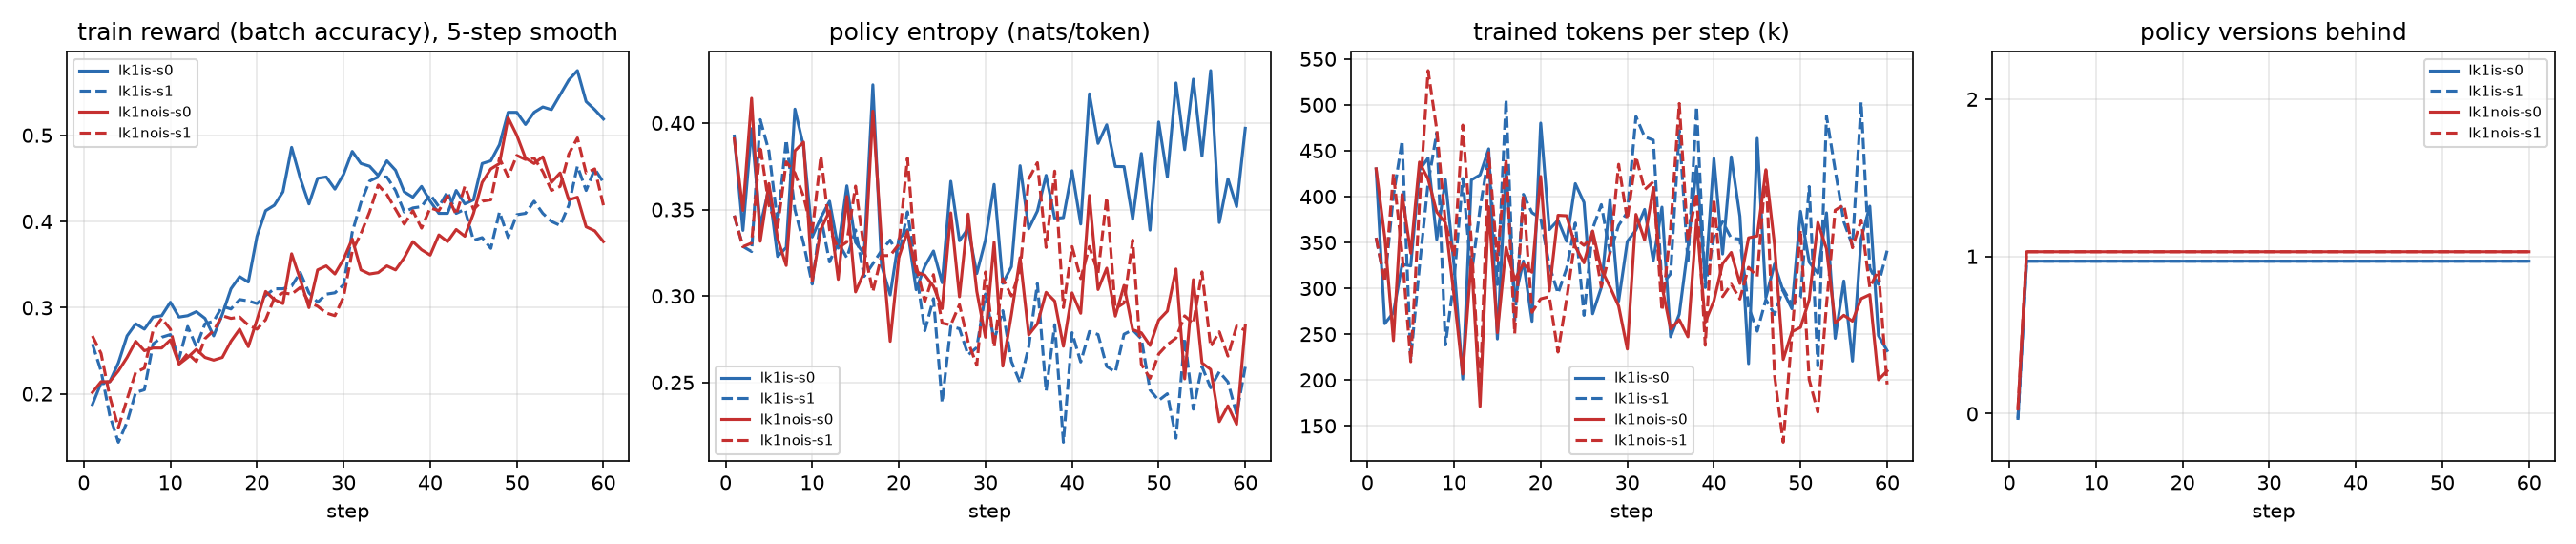 train reward (batch accuracy), 5-step smooth
0.5
0.4
0.3
0.2
lk1is-s0
lk1is-s1
lk1nois-s0
lk1nois-s1
0 10 20 30 40 50 60
step
policy entropy (nats/token)
0.40
0.35
0.30
0.25
lk1is-s0
lk1is-s1
lk1nois-s0
lk1nois-s1
0 10 20 30 40 50 60
step
trained tokens per step (k)
550
500
450
400
350
300
250
200
150
lk1is-s0
lk1is-s1
lk1nois-s0
lk1nois-s1
0 10 20 30 40 50 60
step
policy versions behind
2
1
0
lk1is-s0
lk1is-s1
lk1nois-s0
lk1nois-s1
0 10 20 30 40 50 60
step